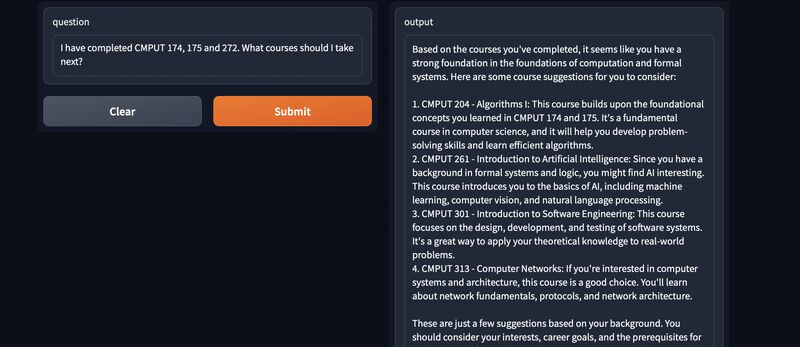 question
I have completed CMPUT 174, 175 and 272. What courses should I take
next?
Clear
Submit
output
Based on the courses you've completed, it seems like you have a
strong foundation in the foundations of computation and formal
systems. Here are some course suggestions for you to consider:
1. CMPUT 204 - Algorithms I: This course builds upon the foundational
concepts you learned in CMPUT 174 and 175. It's a fundamental
course in computer science, and it will help you develop problem-
solving skills and learn efficient algorithms.
2. CMPUT 261 - Introduction to Artificial Intelligence: Since you have a
background in formal systems and logic, you might find AI interesting.
This course introduces you to the basics of AI, including machine
learning, computer vision, and natural language processing.
3. CMPUT 301 - Introduction to Software Engineering: This course
focuses on the design, development, and testing of software systems.
It's a great way to apply your theoretical knowledge to real-world
problems.
4. CMPUT 313 - Computer Networks: If you're interested in computer
systems and architecture, this course is a good choice. You'll learn
about network fundamentals, protocols, and network architecture.
These are just a few suggestions based on your background. You
should consider your interests, career goals, and the prerequisites for